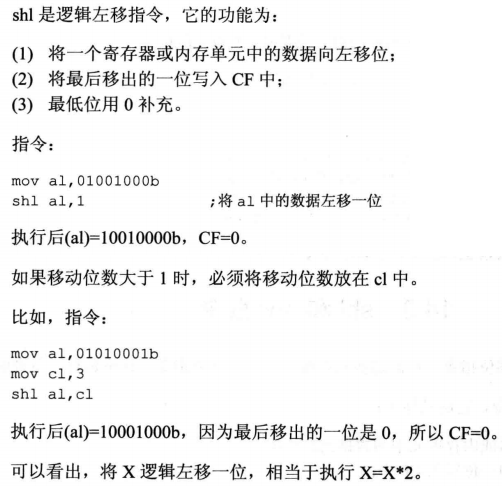 shl 是逻辑左移指令，它的功能为：
(1) 将一个寄存器或内存单元中的数据向左移位；
(2) 将最后移出的一位写入 CF 中；
(3) 最低位用 0 补充。
指令：
mov al,01001000b
shl al,1 ;将 al 中的数据左移一位
执行后(al)=10010000b，CF=0。
如果移动位数大于 1 时，必须将移动位数放在 cl 中。
比如，指令：
mov al,01010001b
mov cl,3
shl al,cl
执行后(al)=10001000b，因为最后移出的一位是 0，所以 CF=0。
可以看出，将 X 逻辑左移一位，相当于执行 X=X*2。